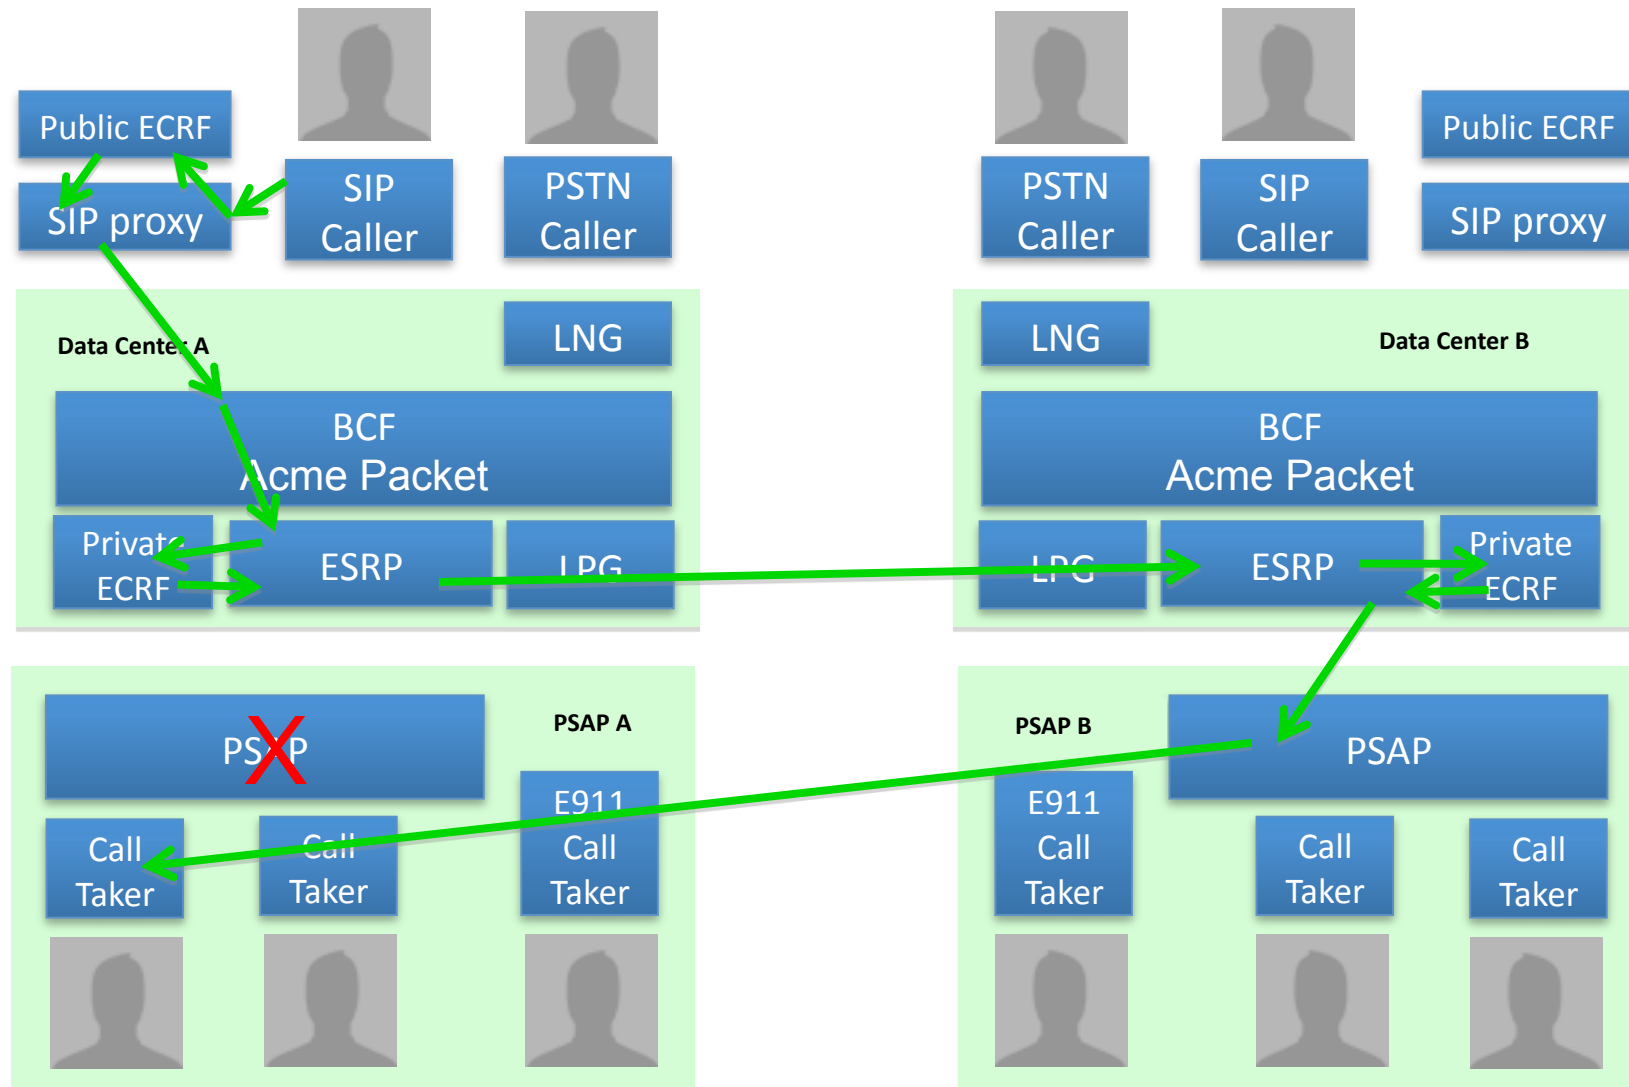 Public ECRF
SIP proxy
SIP
Caller
PSTN
Caller
PSTN
Caller
SIP
Caller
Public ECRF
SIP proxy
Data Center A
LNG
BCF
Acme Packet
Private
ECRF
ESRP
LPG
LNG
Data Center B
BCF
Acme Packet
LPG
ESRP
Private
ECRF
PSAP
PSAP A
Call
Taker
Call
Taker
E911
Call
Taker
PSAP B
PSAP
E911
Call
Taker
Call
Taker
Call
Taker